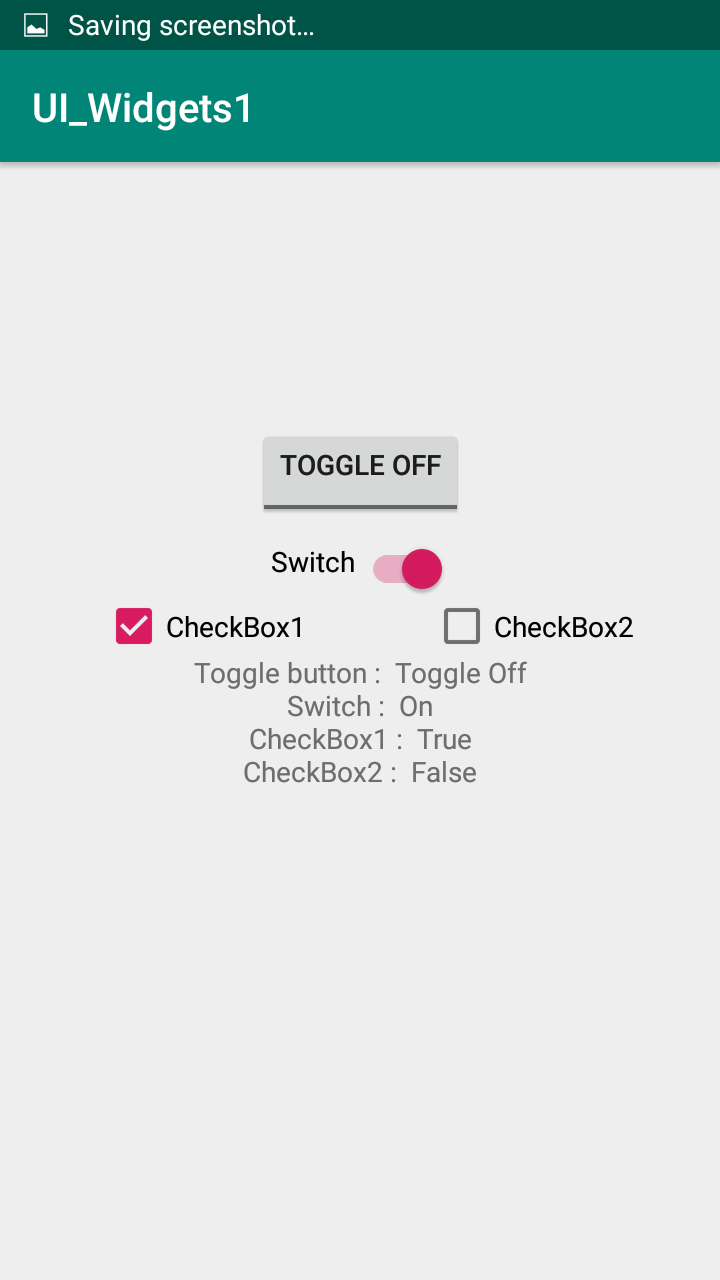 Saving screenshot...
UI_Widgets1
TOGGLE OFF
Switch
CheckBox1 CheckBox2
Toggle button : Toggle Off
Switch : On
CheckBox1 : True
CheckBox2 : False